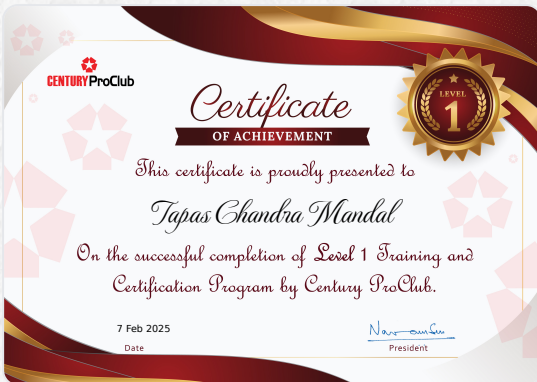 CENTURY ProClub
LEVEL
1
Certificate
OF ACHIEVEMENT
This certificate is proudly presented to
Tapas Chandra Mandal
On the successful completion of Level 1 Training and
Certification Program by Century ProClub.
7 Feb 2025
Date
President